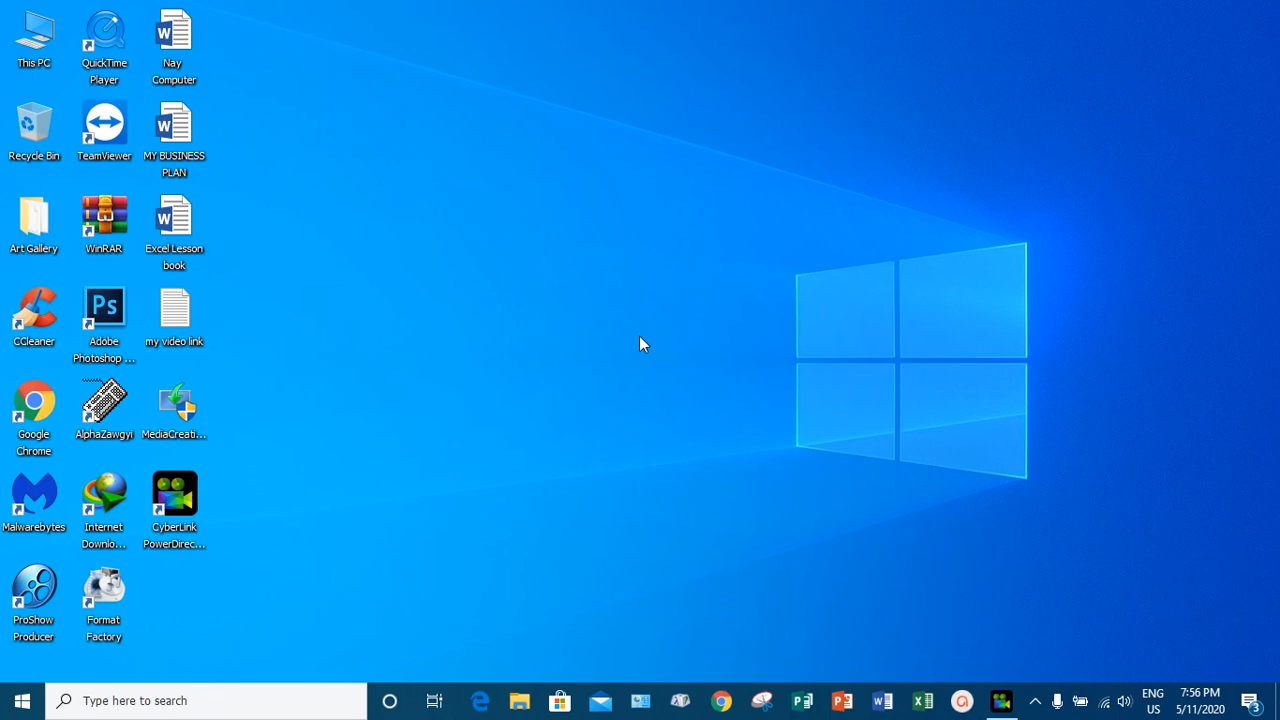 This PC
Recycle Bin
Art Gallery
CCleaner
Google
Chrome
Malwarebytes
ProShow
Producer
QuickTime
Player
TeamViewer
WinRAR
Ps
Adobe
Photoshop ...
AlphaZawgyi
Internet
Downlo...
Format
Factory
W
Nay
Computer
W
MY BUSINESS
PLAN
W
Excel Lesson
book
my video link
MediaCreati...
CyberLink
PowerDirec...
Type here to search
ENG
US
7:56 PM
5/11/2020
3